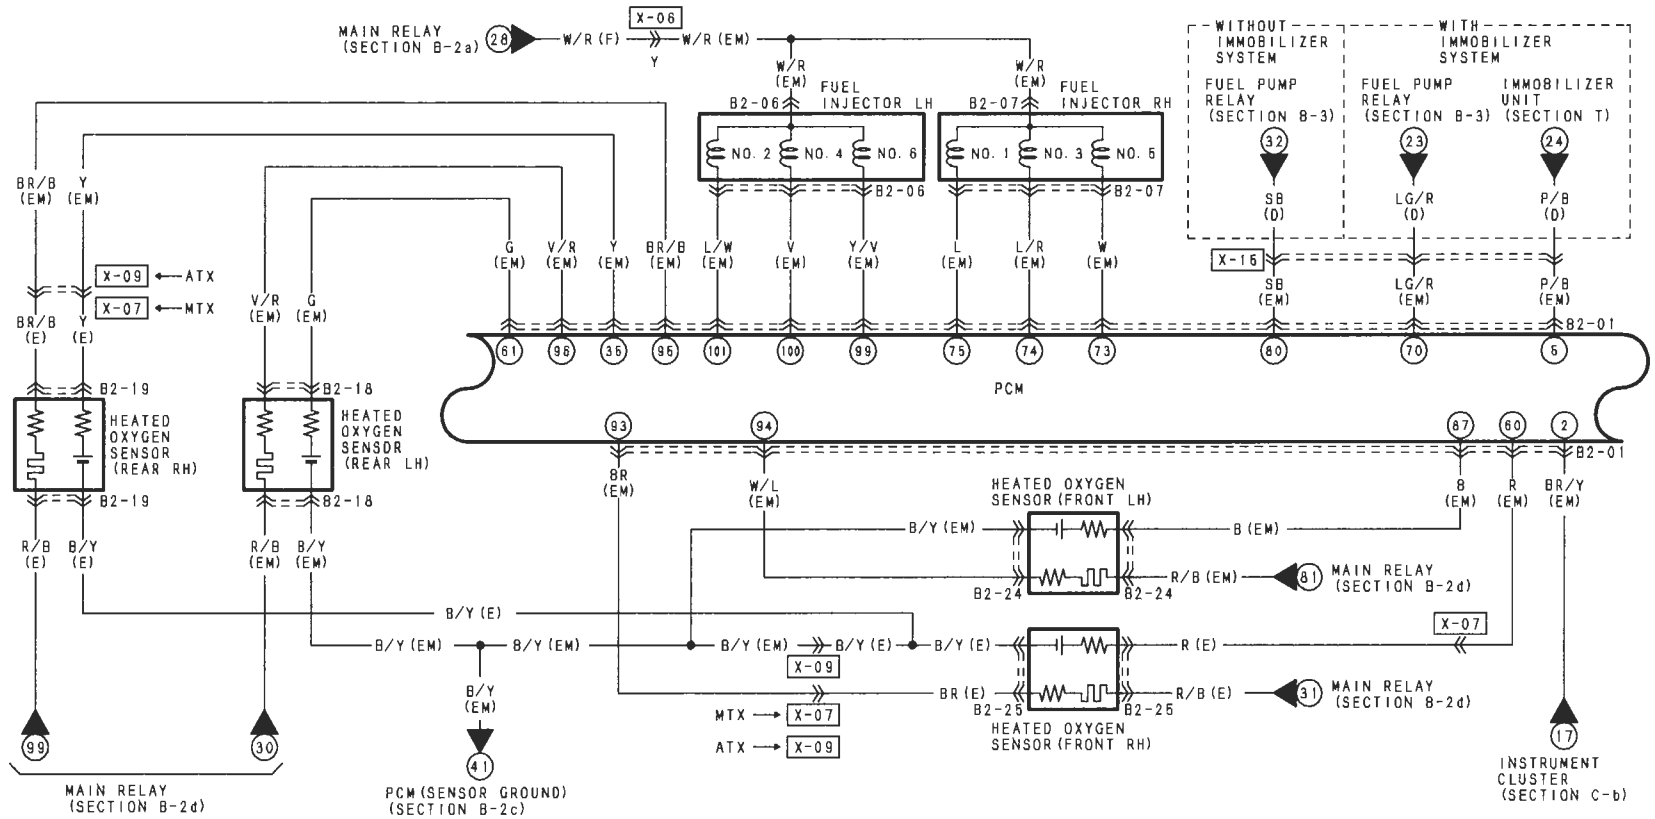 MAIN RELAY
(SECTION B-2a)
28
W/R (F)
X-06
Y
W/R (EM)
W/R
(EM)
W/R
(EM)
B2-06
FUEL
INJECTOR LH
B2-07
FUEL
INJECTOR RH
NO. 2
NO. 4
NO. 6
NO. 1
NO. 3
NO. 5
B2-06
B2-07
WITHOUT
IMMOBILIZER
SYSTEM
WITH
IMMOBILIZER
SYSTEM
FUEL PUMP
RELAY
(SECTION B-3)
FUEL PUMP
RELAY
(SECTION B-3)
IMMOBILIZER
UNIT
(SECTION T)
32
23
24
SB
(D)
LG/R
(D)
P/B
(D)
X-15
SB
(EM)
LG/R
(EM)
P/B
(EM)
BR/B
(EM)
Y
(EM)
X-09
ATX
X-07
MTX
BR/B
(E)
Y
(E)
V/R
(EM)
G
(EM)
G
(EM)
V/R
(EM)
Y
(EM)
BR/B
(EM)
L/W
(EM)
V
(EM)
Y/V
(EM)
L
(EM)
L/R
(EM)
W
(EM)
B2-01
61
101
100
99
75
74
73
80
70
PCM
93
94
87
60
2
B2-01
B2-19
HEATED
OXYGEN
SENSOR
(REAR RH)
B2-19
B2-18
HEATED
OXYGEN
SENSOR
(REAR LH)
B2-18
BR
(EM)
W/L
(EM)
B
(EM)
R
(EM)
BR/Y
(EM)
HEATED OXYGEN
SENSOR (FRONT LH)
B/Y (EM)
B (EM)
R/B
(E)
B/Y
(E)
R/B
(EM)
B/Y
(EM)
B2-24
B2-24
R/B (EM)
81
MAIN RELAY
(SECTION B-2d)
B/Y (E)
B/Y (EM)
B/Y (EM)
B/Y (EM)
B/Y (E)
B/Y (E)
X-09
R (E)
X-07
B/Y
(EM)
BR (E)
B2-25
B2-25
R/B (E)
31
MAIN RELAY
(SECTION B-2d)
MTX
X-07
ATX
X-09
HEATED OXYGEN
SENSOR (FRONT RH)
99
30
41
17
MAIN RELAY
(SECTION B-2d)
PCM (SENSOR GROUND)
(SECTION B-2c)
INSTRUMENT
CLUSTER
(SECTION C-b)